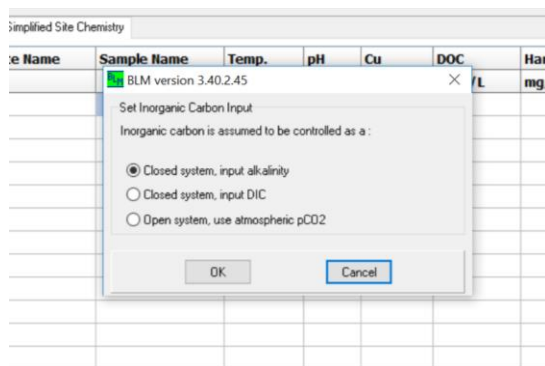 Simplified Site Chemistry
Name Sample Name Temp. pH Cu DOC
BLM version 3.40.2.45
mg
Set Inorganic Carbon Input
Inorganic carbon is assumed to be controlled as a :
Closed system, input alkalinity
Closed system, input DIC
Open system, use atmospheric pCO2
OK Cancel